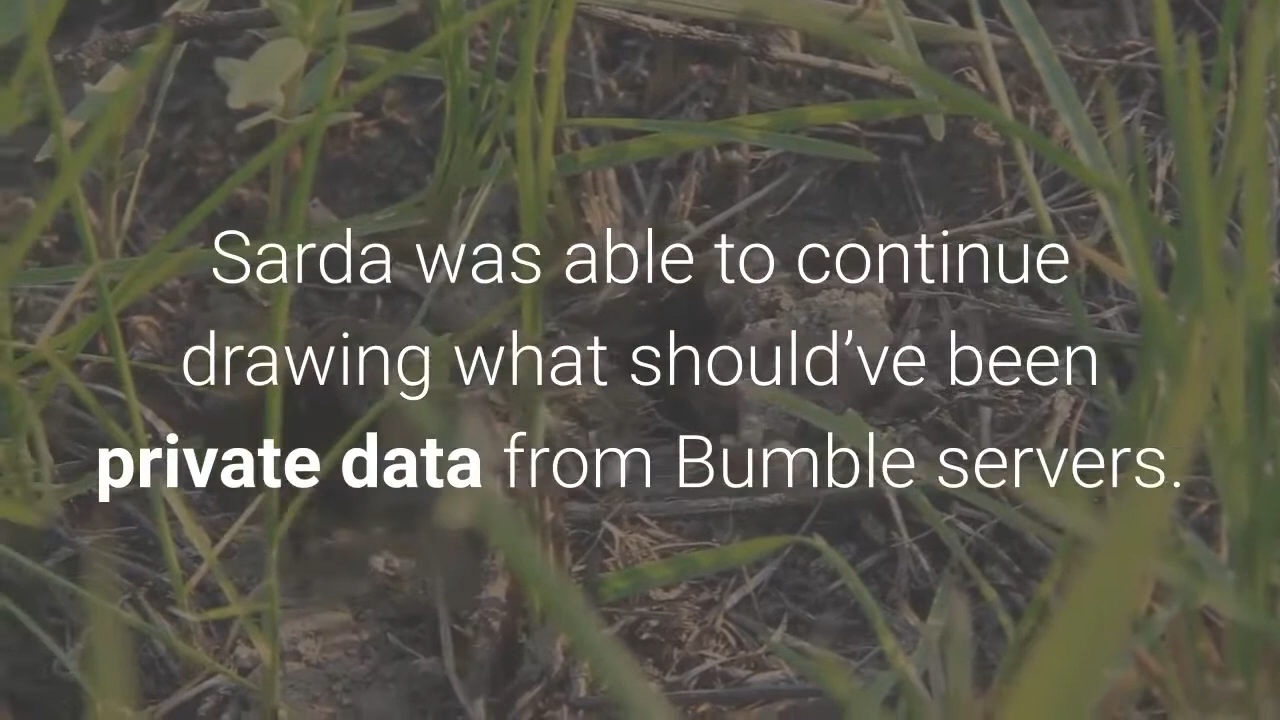 Sarda was able to continue
drawing what should’ve been
private data from Bumble servers.